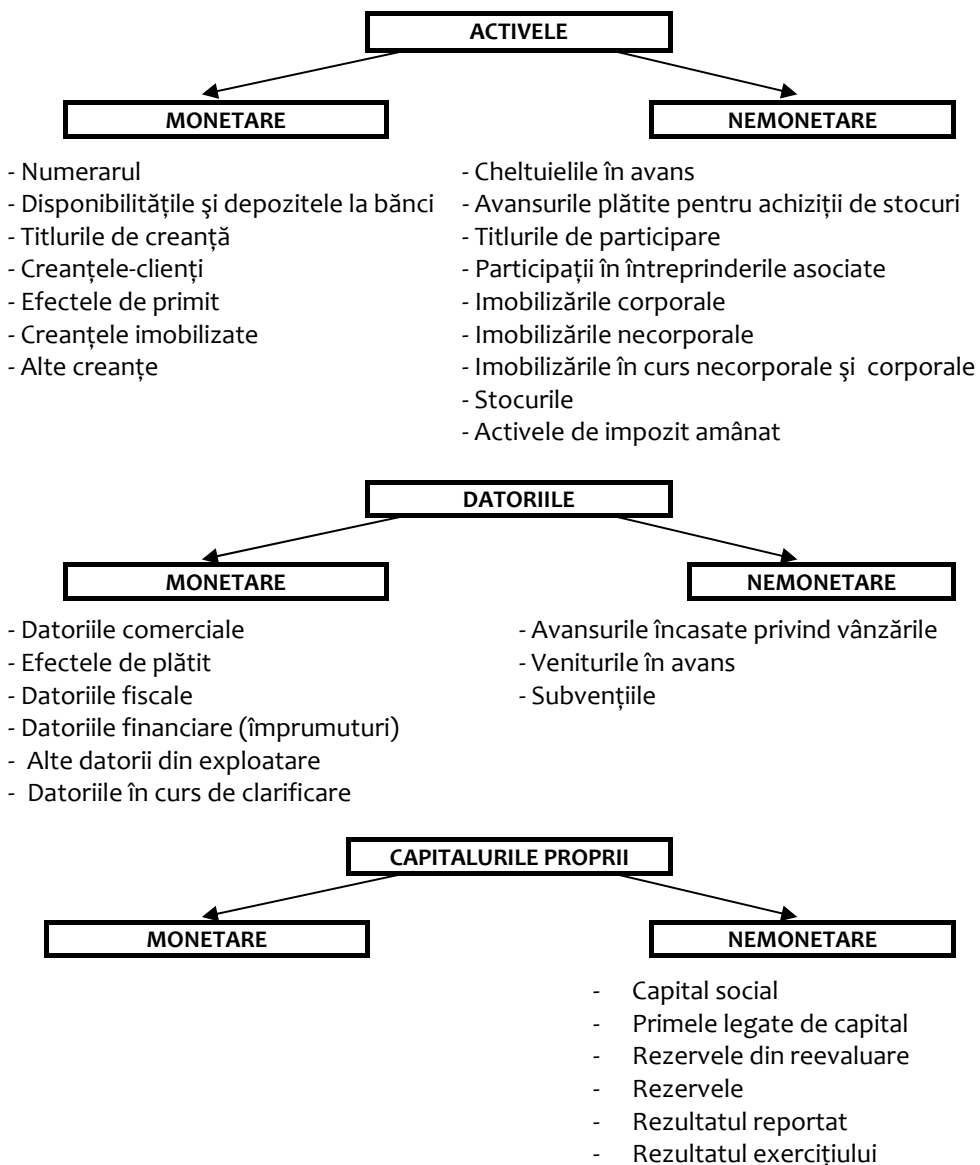 ACTIVELE
MONETARE
- Numerarul
- Disponibilitățile şi depozitele la bănci
- Titlurile de creanță
- Creanțele-clienți
- Efectele de primit
- Creanțele imobilizate
- Alte creanțe
NEMONETARE
- Cheltuielile în avans
- Avansurile plătite pentru achiziții de stocuri
- Titlurile de participare
- Participații în întreprinderile asociate
- Imobilizările corporale
- Imobilizările necorporale
- Imobilizările în curs necorporale şi corporale
- Stocurile
- Activele de impozit amânat
DATORIILE
MONETARE
- Datoriile comerciale
- Efectele de plătit
- Datoriile fiscale
- Datoriile financiare (împrumuturi)
- Alte datorii din exploatare
- Datoriile în curs de clarificare
NEMONETARE
- Avansurile încasate privind vânzările
- Veniturile în avans
- Subvențiile
CAPITALURILE PROPRII
MONETARE
NEMONETARE
- Capital social
- Primele legate de capital
- Rezervele din reevaluare
- Rezervele
- Rezultatul reportat
- Rezultatul exercițiului